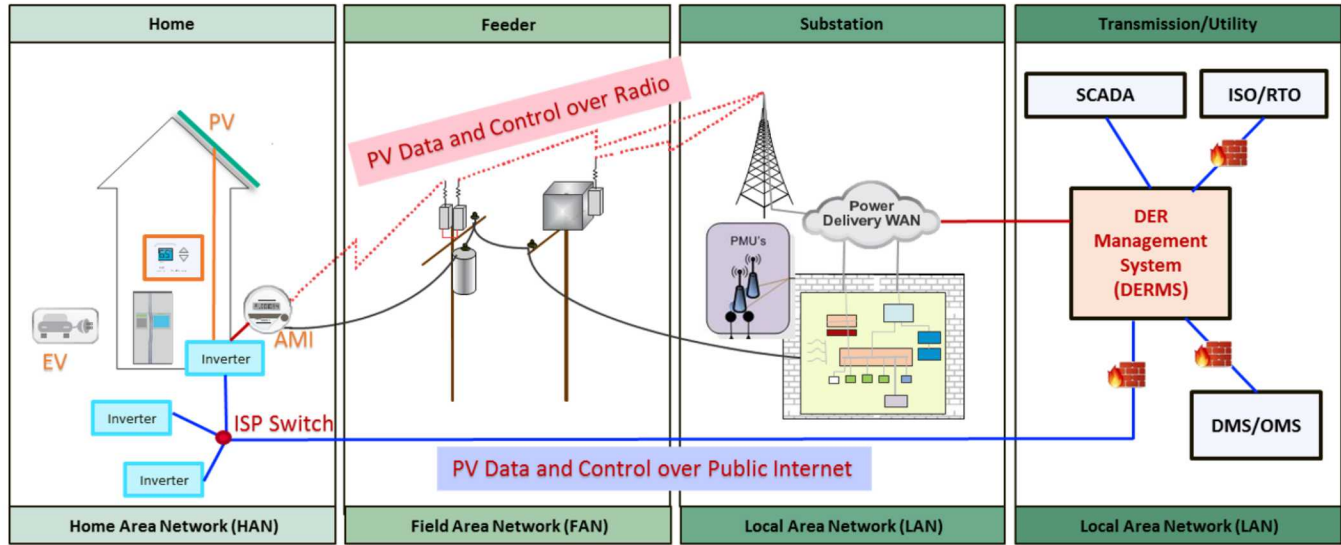 Home
Feeder
Substation
Transmission/Utility
PV
PV Data and Control over Radio
SCADA
ISO/RTO
Power
Delivery WAN
PMU's
DER
Management
System
(DERMS)
EV
AMI
Inverter
Inverter
ISP Switch
Inverter
DMS/OMS
PV Data and Control over Public Internet
Home Area Network (HAN)
Field Area Network (FAN)
Local Area Network (LAN)
Local Area Network (LAN)